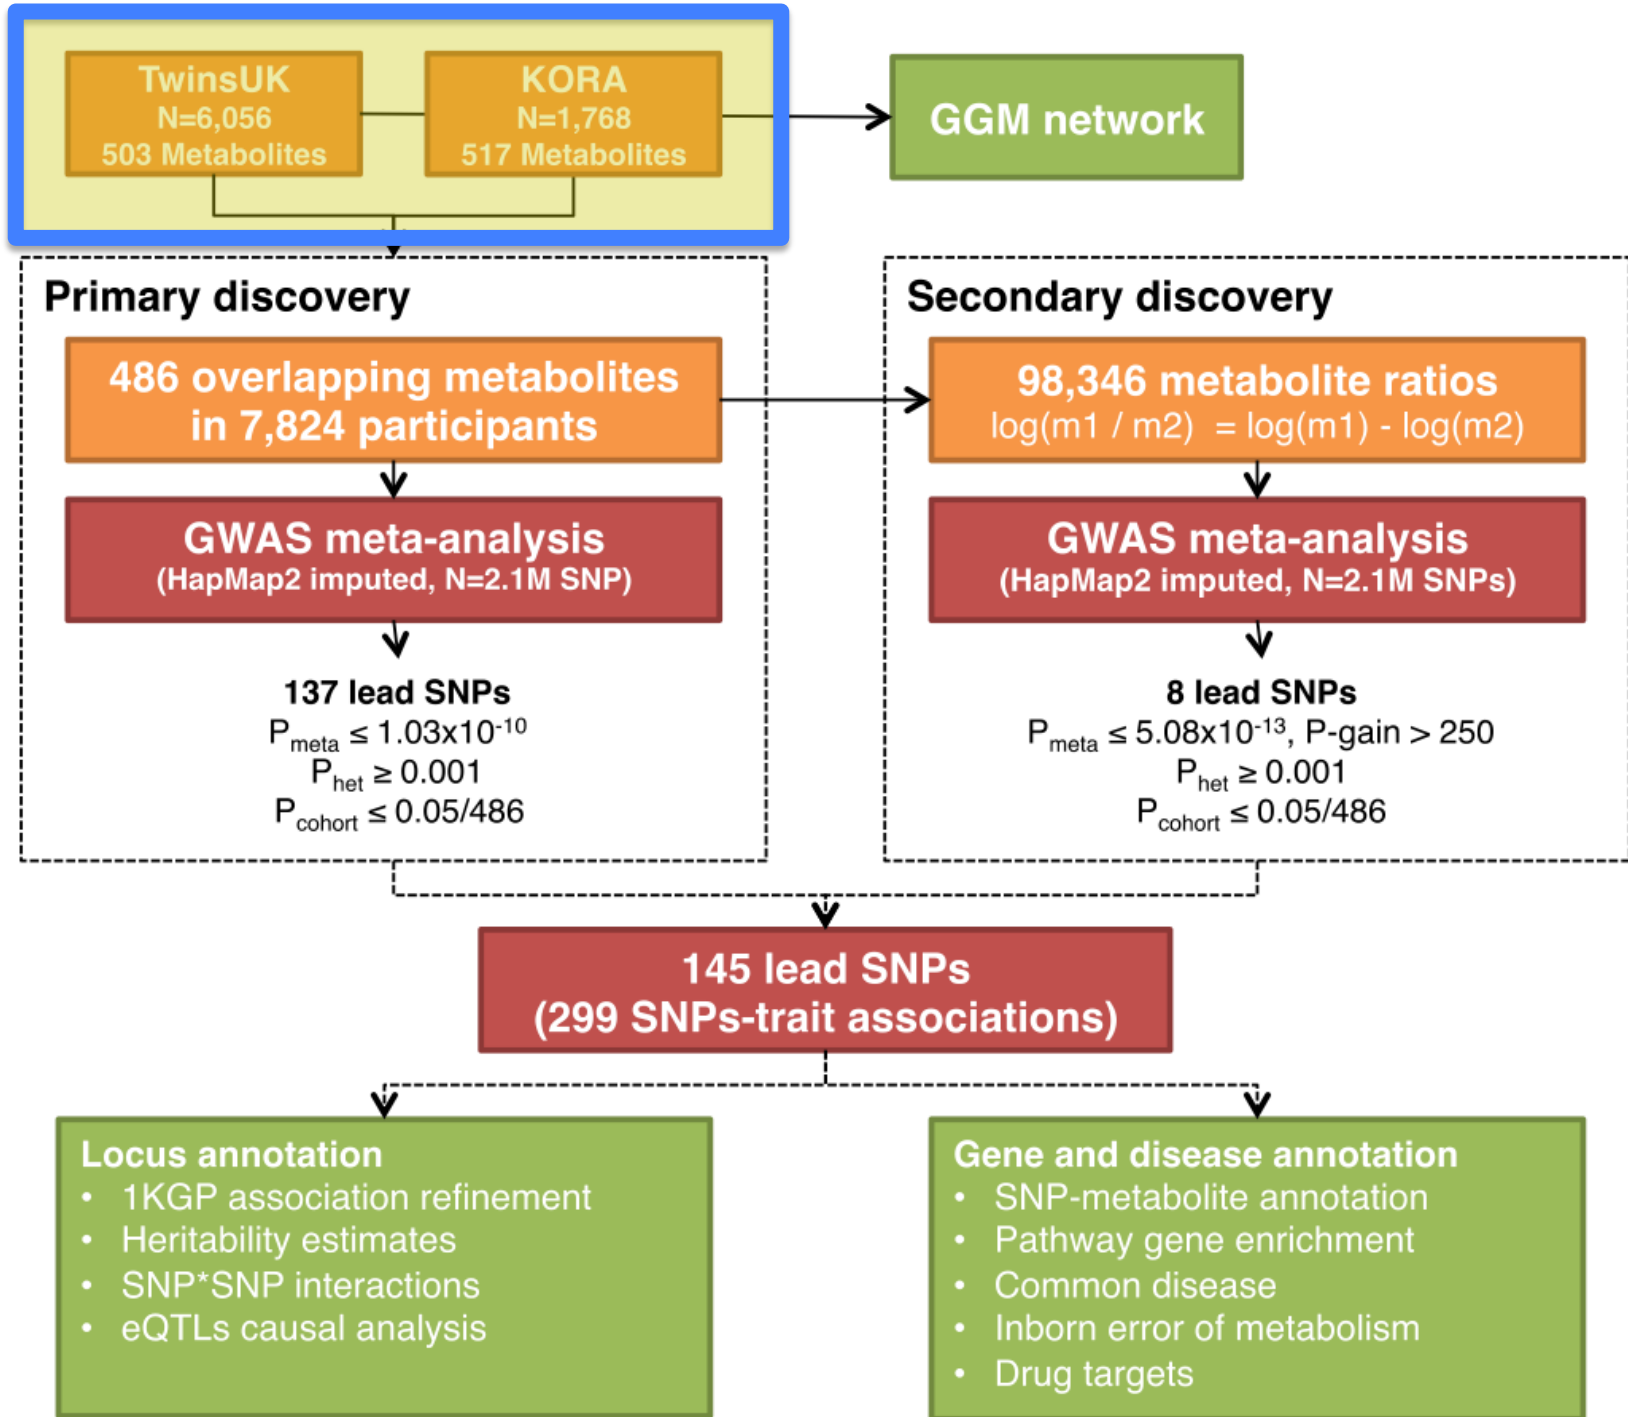 TwinsUK
N=6,056
503 Metabolites
KORA
N=1,768
517 Metabolites
GGM network
Primary discovery
486 overlapping metabolites
in 7,824 participants
GWAS meta-analysis
(HapMap2 imputed, N=2.1M SNP)
137 lead SNPs
Pmeta ≤ 1.03x10-10
Phet ≥ 0.001
Pcohort ≤ 0.05/486
Secondary discovery
98,346 metabolite ratios
log(m1 / m2) = log(m1) - log(m2)
GWAS meta-analysis
(HapMap2 imputed, N=2.1M SNPs)
8 lead SNPs
Pmeta ≤ 5.08x10-13, P-gain > 250
Phet ≥ 0.001
Pcohort ≤ 0.05/486
145 lead SNPs
(299 SNPs-trait associations)
Locus annotation
• 1KGP association refinement
• Heritability estimates
• SNP*SNP interactions
• eQTLs causal analysis
Gene and disease annotation
• SNP-metabolite annotation
• Pathway gene enrichment
• Common disease
• Inborn error of metabolism
• Drug targets